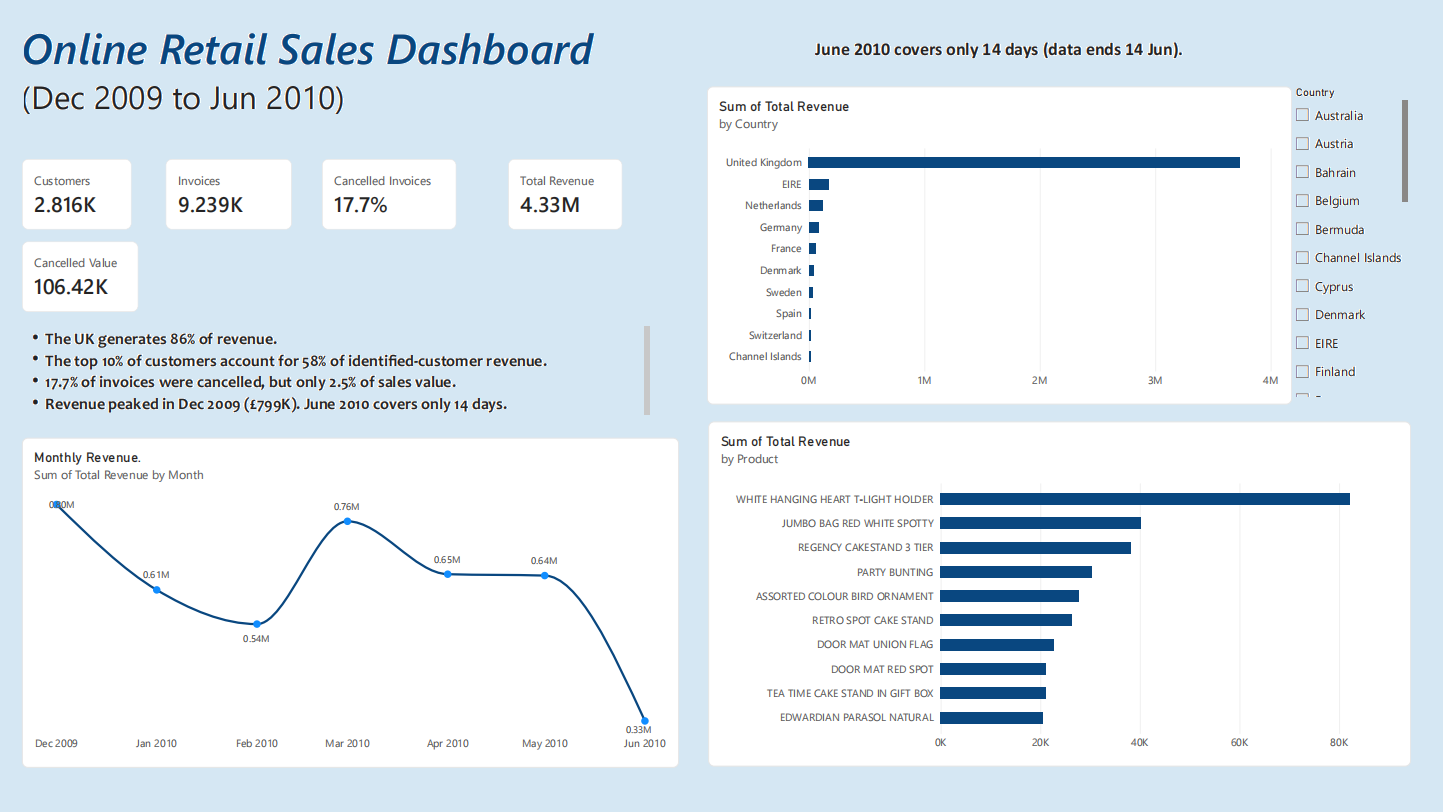 Online Retail Sales Dashboard
(Dec 2009 to Jun 2010)
June 2010 covers only 14 days (data ends 14 Jun).
Customers
2.816K
Invoices
9.239K
Cancelled Invoices
17.7%
Total Revenue
4.33M
Cancelled Value
106.42K
• The UK generates 86% of revenue.
• The top 10% of customers account for 58% of identified-customer revenue.
• 17.7% of invoices were cancelled, but only 2.5% of sales value.
• Revenue peaked in Dec 2009 (£799K). June 2010 covers only 14 days.
Sum of Total Revenue
by Country
United Kingdom
EIRE
Netherlands
Germany
France
Denmark
Sweden
Spain
Switzerland
Channel Islands
0M 1M 2M 3M 4M
Country
Australia
Austria
Bahrain
Belgium
Bermuda
Channel Islands
Cyprus
Denmark
EIRE
Finland
Monthly Revenue.
Sum of Total Revenue by Month
0.76M
0.65M
0.64M
0.61M
0.54M
0.33M
Dec 2009 Jan 2010 Feb 2010 Mar 2010 Apr 2010 May 2010 Jun 2010
Sum of Total Revenue
by Product
WHITE HANGING HEART T-LIGHT HOLDER
JUMBO BAG RED WHITE SPOTTY
REGENCY CAKESTAND 3 TIER
PARTY BUNTING
ASSORTED COLOUR BIRD ORNAMENT
RETRO SPOT CAKE STAND
DOOR MAT UNION FLAG
DOOR MAT RED SPOT
TEA TIME CAKE STAND IN GIFT BOX
EDWARDIAN PARASOL NATURAL
0K 20K 40K 60K 80K